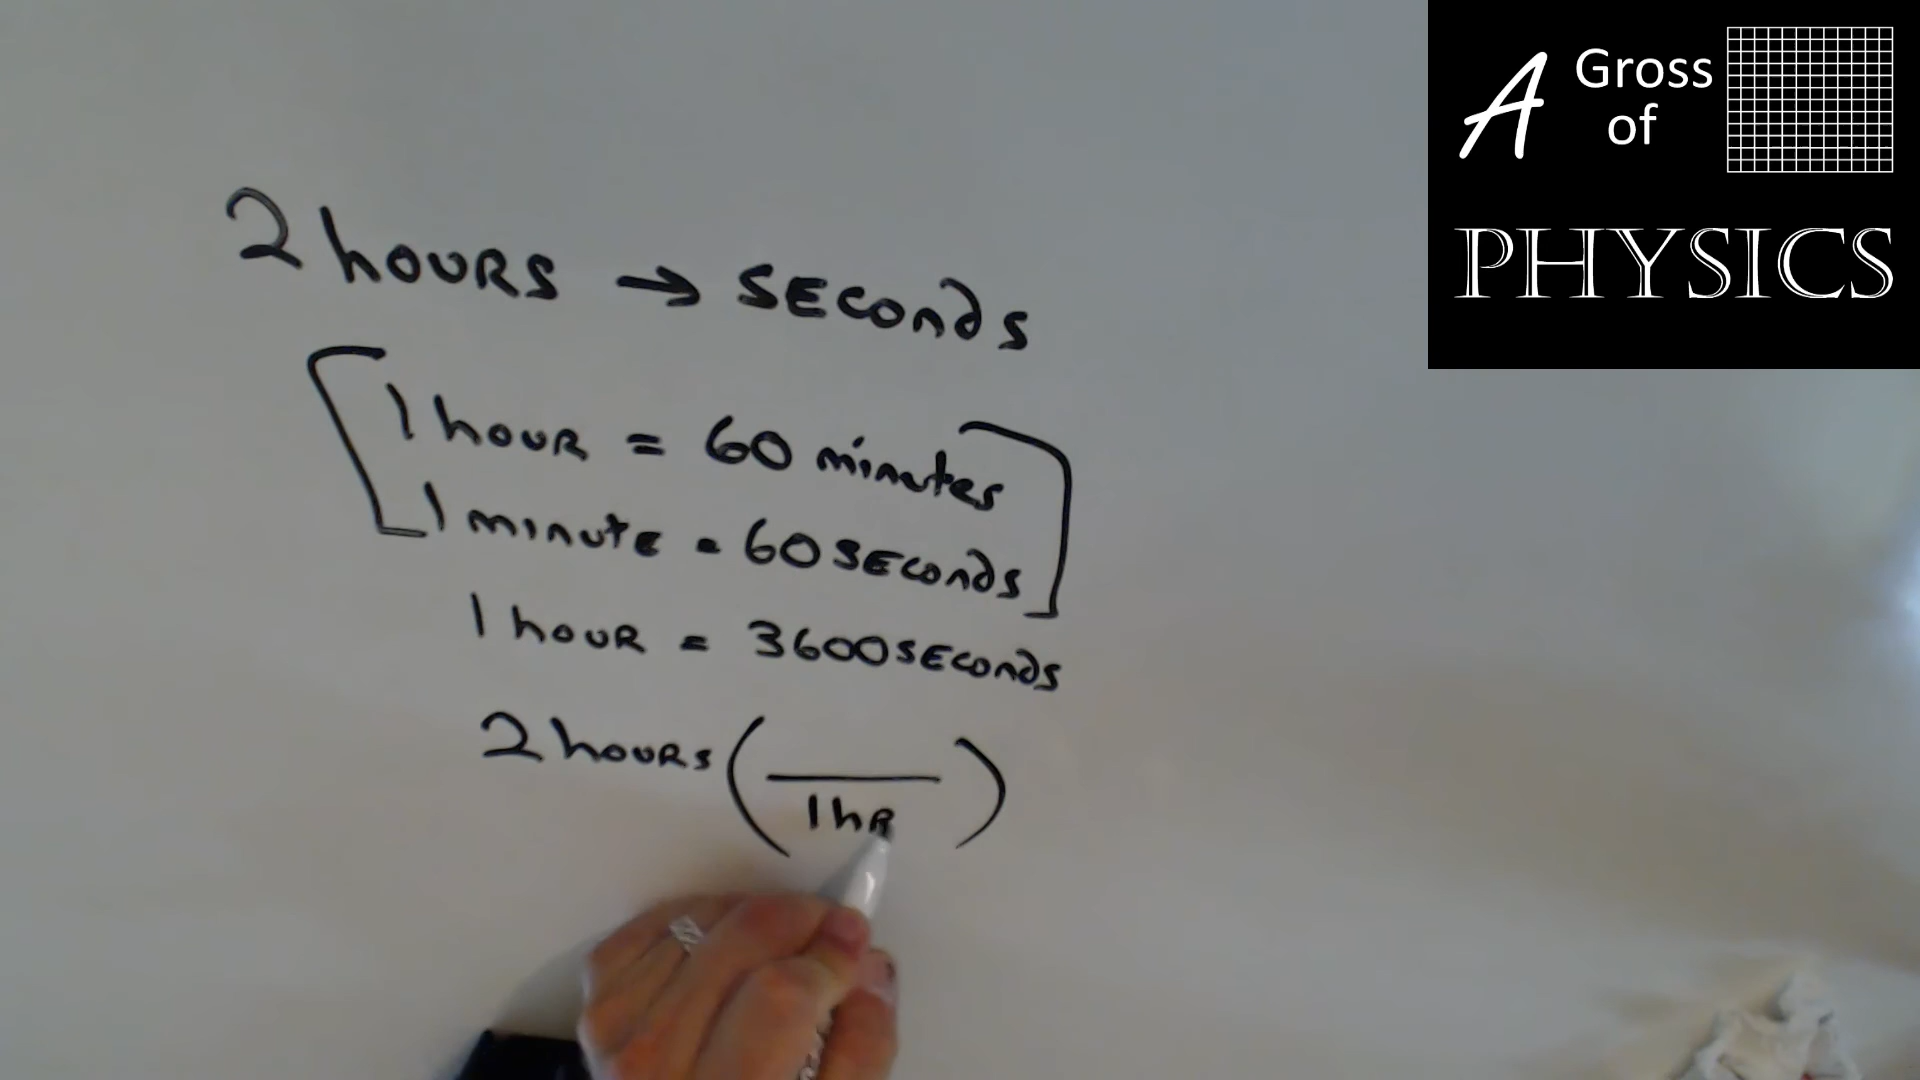 2 hours → seconds
1 hour = 60 minutes
1 minute = 60 seconds
1 hour = 3600 seconds
2 hours ( / 1 hr )
A Gross of
PHYSICS